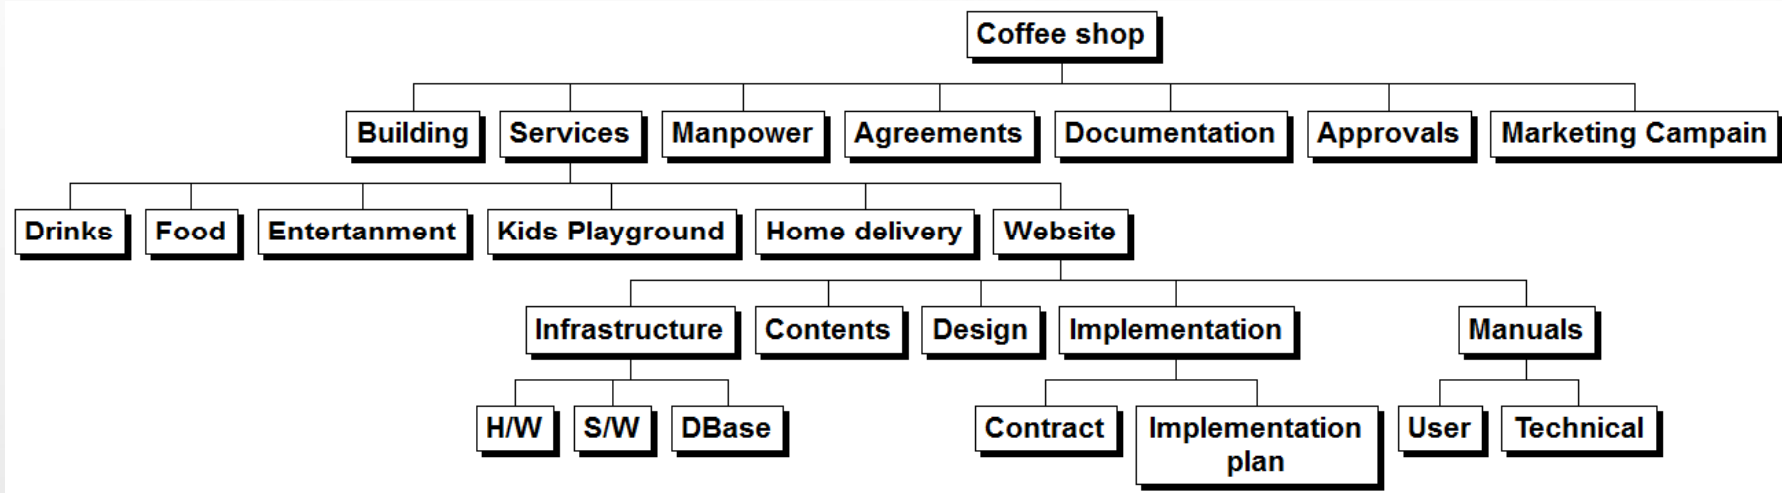 Coffee shop
Building
Services
Manpower
Agreements
Documentation
Approvals
Marketing Campain
Drinks
Food
Entertanment
Kids Playground
Home delivery
Website
Infrastructure
Contents
Design
Implementation
Manuals
H/W
S/W
DBase
Contract
Implementation
plan
User
Technical